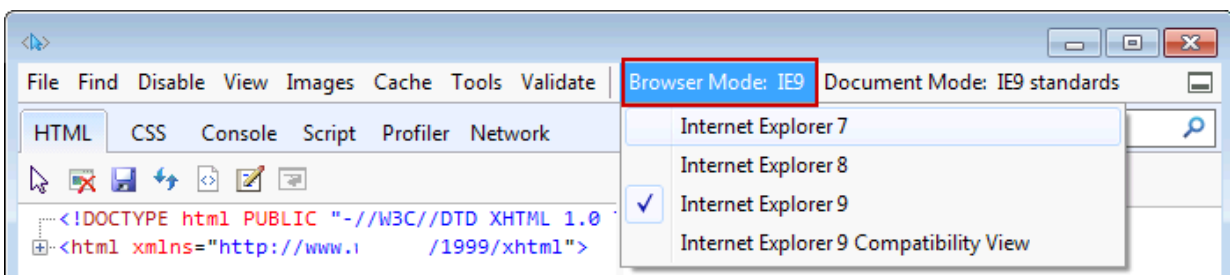 File Find Disable View Images Cache Tools Validate Browser Mode: IE9 Document Mode: IE9 standards
HTML CSS Console Script Profiler Network
Internet Explorer 7
Internet Explorer 8
Internet Explorer 9
Internet Explorer 9 Compatibility View
<!DOCTYPE html PUBLIC "-//W3C//DTD XHTML 1.0
<html xmlns="http://www. /1999/xhtml">